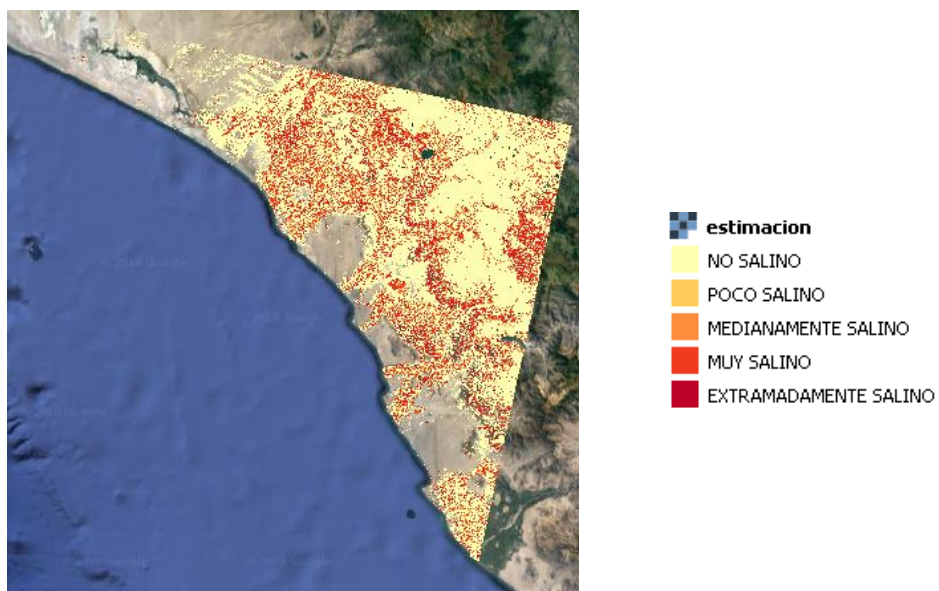 estimacion
NO SALINO
POCO SALINO
MEDIANAMENTE SALINO
MUY SALINO
EXTRAMADAMENTE SALINO